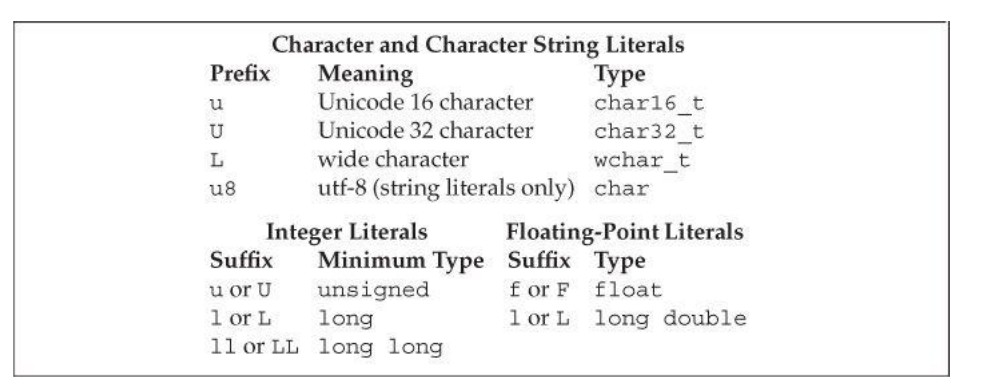 Character and Character String Literals
Prefix Meaning Type
u Unicode 16 character char16_t
U Unicode 32 character char32_t
L wide character wchar_t
u8 utf-8 (string literals only) char
Integer Literals Floating-Point Literals
Suffix Minimum Type Suffix Type
u or U unsigned f or F float
l or L long l or L long double
ll or LL long long